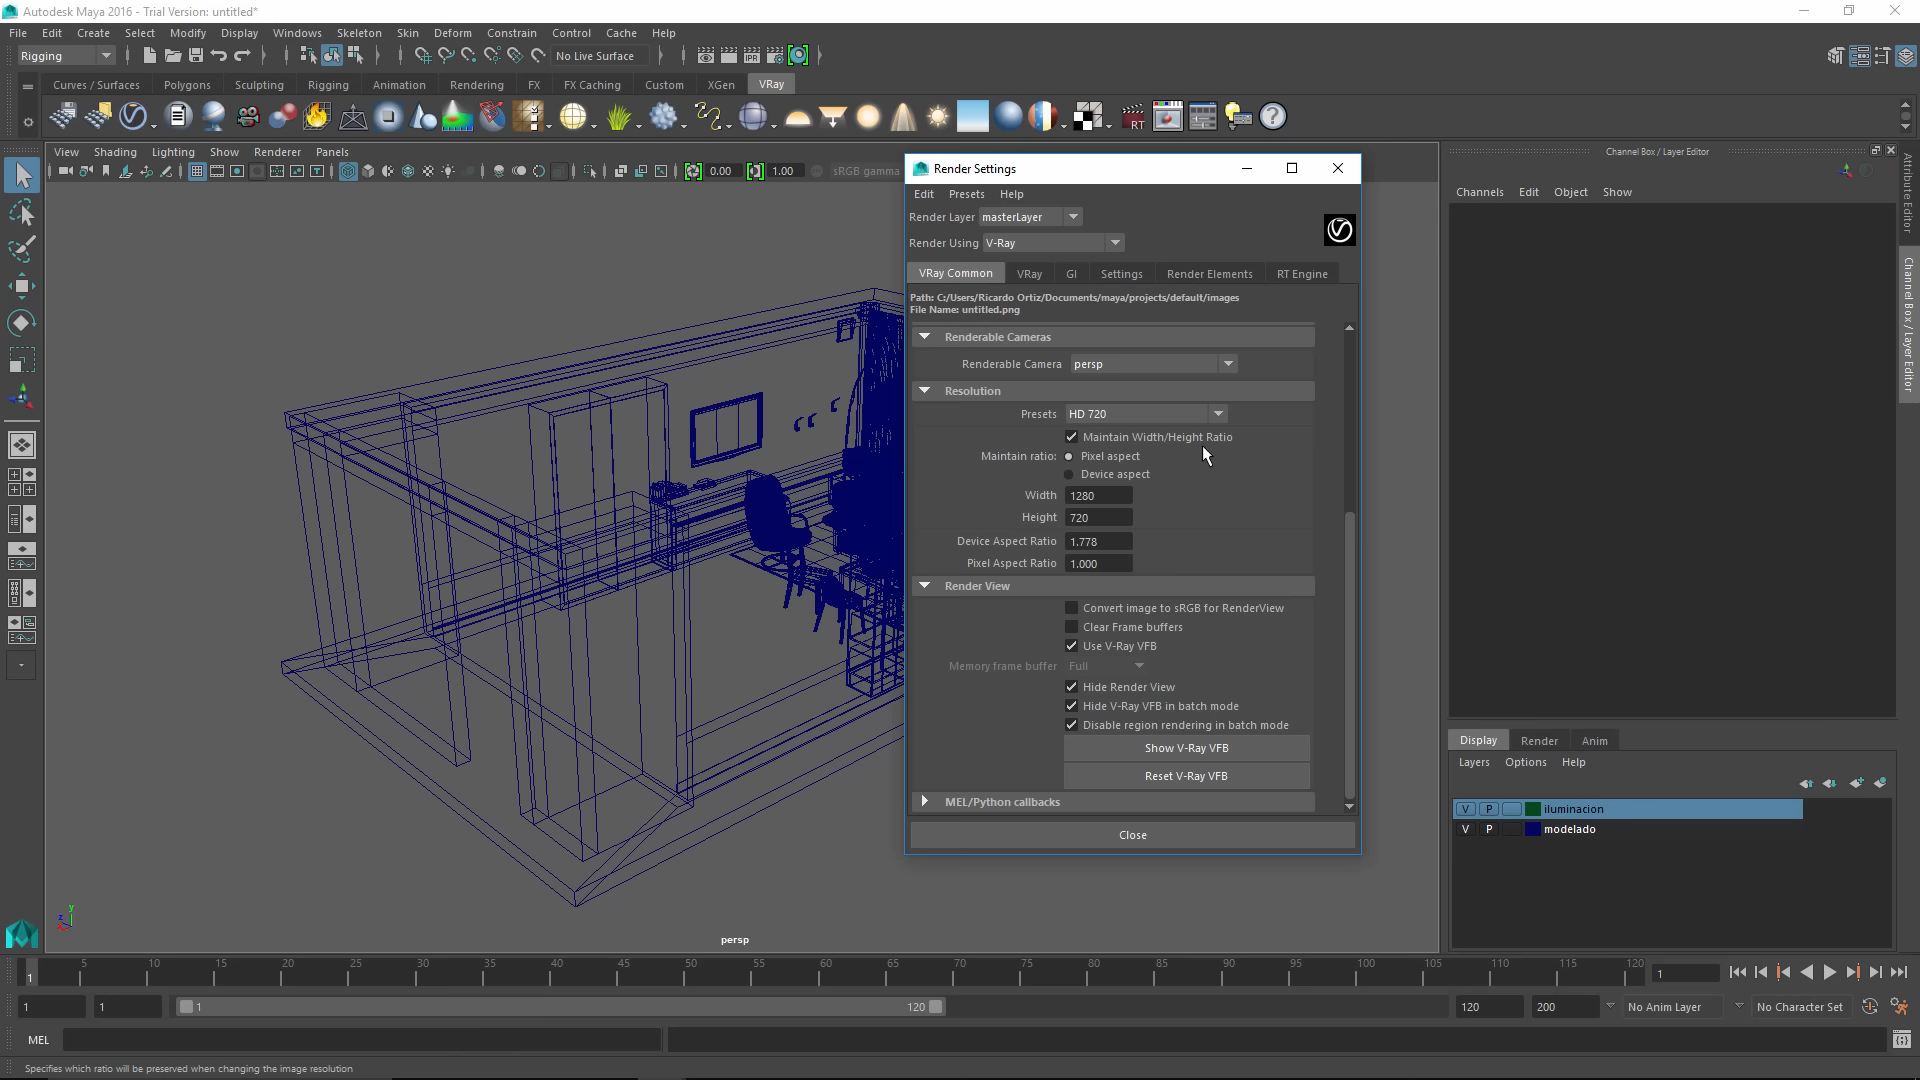 Autodesk Maya 2016 - Trial Version: untitled*
File Edit Create Select Modify Display Windows Skeleton Skin Deform Constrain Control Cache Help
Rigging
No Live Surface
IPR
Curves / Surfaces Polygons Sculpting Rigging Animation Rendering FX FX Caching Custom XGen VRay
RT
View Shading Lighting Show Renderer Panels
0.00 1.00 sRGB gamma
persp
Render Settings
Edit Presets Help
Render Layer masterLayer
Render Using V-Ray
VRay Common VRay GI Settings Render Elements RT Engine
Path: C:/Users/Ricardo Ortiz/Documents/maya/projects/default/images
File Name: untitled.png
Renderable Cameras
Renderable Camera persp
Resolution
Presets HD 720
Maintain Width/Height Ratio
Maintain ratio: Pixel aspect
Device aspect
Width 1280
Height 720
Device Aspect Ratio 1.778
Pixel Aspect Ratio 1.000
Render View
Convert image to sRGB for RenderView
Clear Frame buffers
Use V-Ray VFB
Memory frame buffer Full
Hide Render View
Hide V-Ray VFB in batch mode
Disable region rendering in batch mode
Show V-Ray VFB
Reset V-Ray VFB
MEL/Python callbacks
Close
Channel Box / Layer Editor
Channels Edit Object Show
Attribute Editor
Channel Box / Layer Editor
Display Render Anim
Layers Options Help
V P iluminacion
V P modelado
1 5 10 15 20 25 30 35 40 45 50 55 60 65 70 75 80 85 90 95 100 105 110 115 120 1
1 1 1 120 120 200 No Anim Layer No Character Set
MEL
Specifies which ratio will be preserved when changing the image resolution